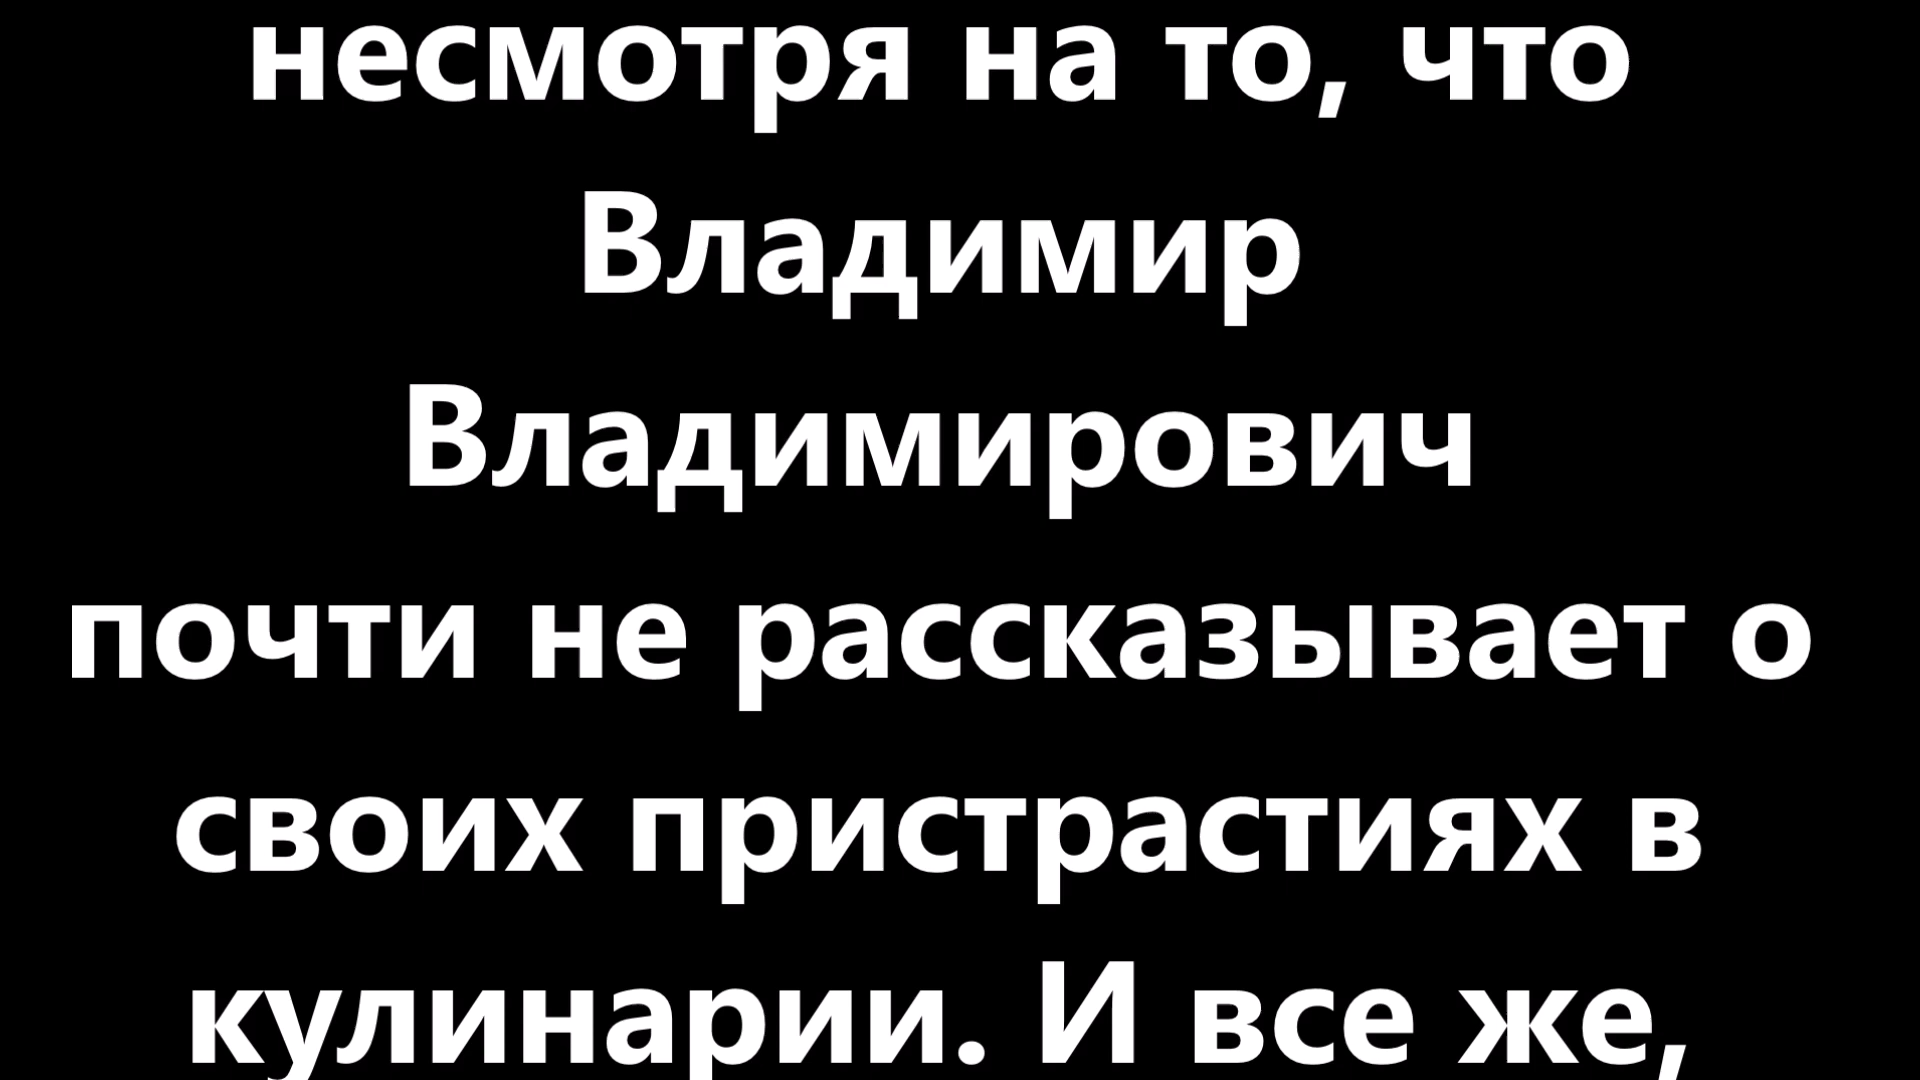 несмотря на то, что
Владимир
Владимирович
почти не рассказывает о
своих пристрастиях в
кулинарии. И все же,